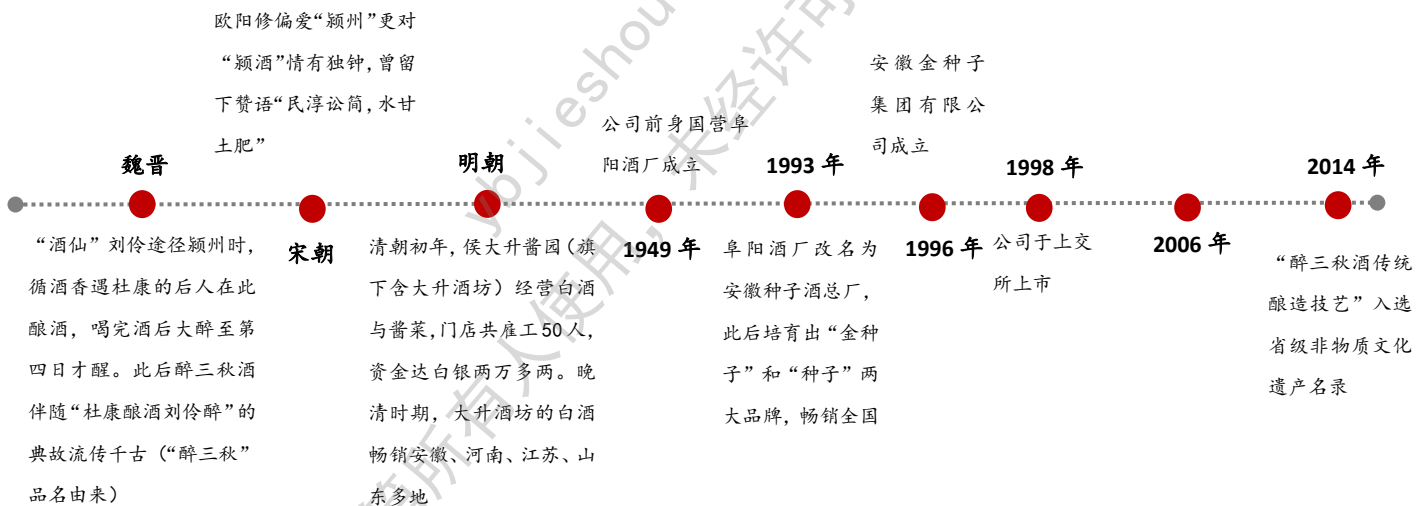 欧阳修偏爱“颍州”更对
“颍酒”情有独钟,曾留
下赞语“民淳讼简,水甘
土肥”
魏晋
“酒仙”刘伶途径颍州时,
循酒香遇杜康的后人在此
酿酒，喝完酒后大醉至第
四日才醒。此后醉三秋酒
伴随“杜康酿酒刘伶醉”的
典故流传千古（“醉三秋”
品名由来）
宋朝
明朝
清朝初年,侯大升酱园（旗
下含大升酒坊）经营白酒
与酱菜,门店共雇工50人,
资金达白银两万多两。晚
清时期，大升酒坊的白酒
畅销安徽、河南、江苏、山
东多地
公司前身国营阜
阳酒厂成立
1949 年
1993 年
阜阳酒厂改名为
安徽种子酒总厂,
此后培育出“金种
子”和“种子”两
大品牌，畅销全国
安徽金种子
集团有限公
司成立
1996 年
1998 年
公司于上交
所上市
2006 年
2014 年
“醉三秋酒传统
酿造技艺”入选
省级非物质文化
遗产名录
ybjieshou
所有人使用，未经许可